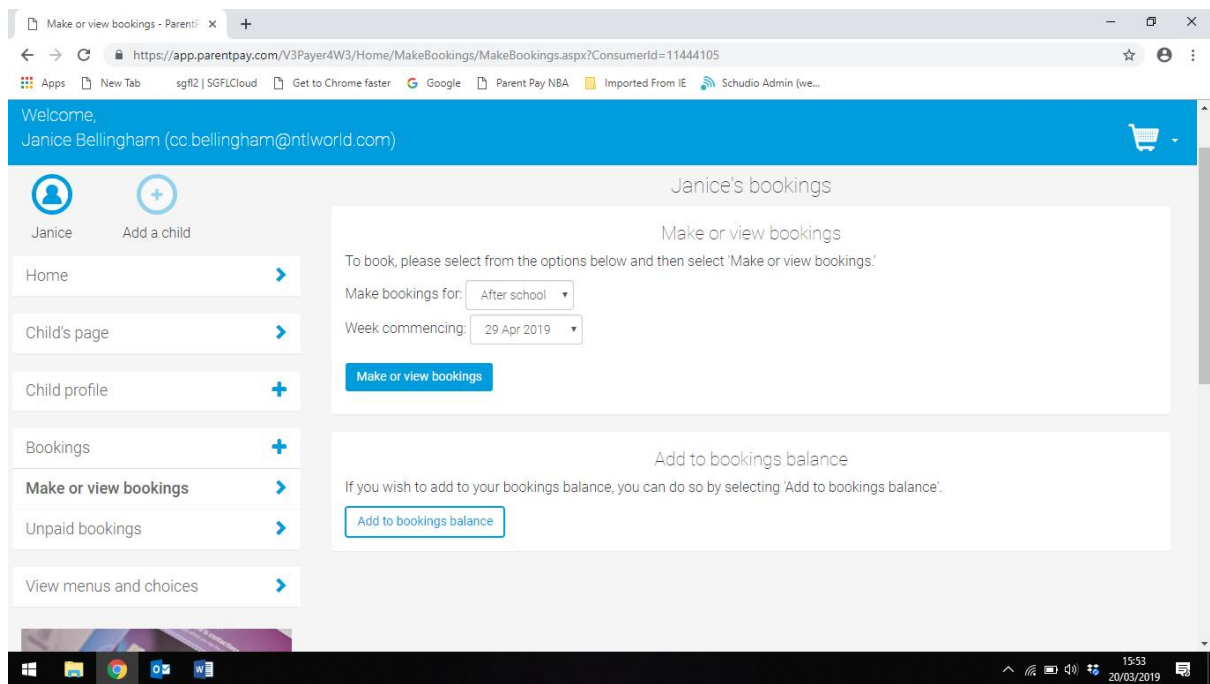 Make or view bookings - ParentP
https://app.parentpay.com/V3Payer4W3/Home/MakeBookings/MakeBookings.aspx?ConsumerId=11444105
Apps New Tab sgfl2 | SGFLCloud Get to Chrome faster Google Parent Pay NBA Imported From IE Schudio Admin (we...
Welcome,
Janice Bellingham (cc.bellingham@ntlworld.com)
Janice Add a child
Home
Child's page
Child profile
Bookings
Make or view bookings
Unpaid bookings
View menus and choices
Janice's bookings
Make or view bookings
To book, please select from the options below and then select 'Make or view bookings.'
Make bookings for: After school
Week commencing: 29 Apr 2019
Make or view bookings
Add to bookings balance
If you wish to add to your bookings balance, you can do so by selecting 'Add to bookings balance'.
Add to bookings balance
15:53
20/03/2019